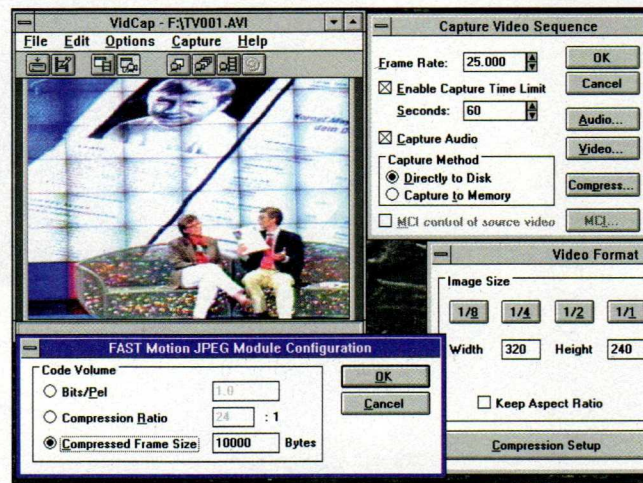 VidCap - F:\TV001.AVI
File Edit Options Capture Help
Capture Video Sequence
Frame Rate: 25.000
Enable Capture Time Limit
Seconds: 60
Capture Audio
Capture Method
Directly to Disk
Capture to Memory
MCI control of source video
OK
Cancel
Audio...
Video...
Compress...
MCI...
Video Format
Image Size
1/8 1/4 1/2 1/1
Width 320 Height 240
Keep Aspect Ratio
Compression Setup
FAST Motion JPEG Module Configuration
Code Volume
Bits/Pel 1.0
Compression Ratio 24 : 1
Compressed Frame Size 10000 Bytes
OK
Cancel